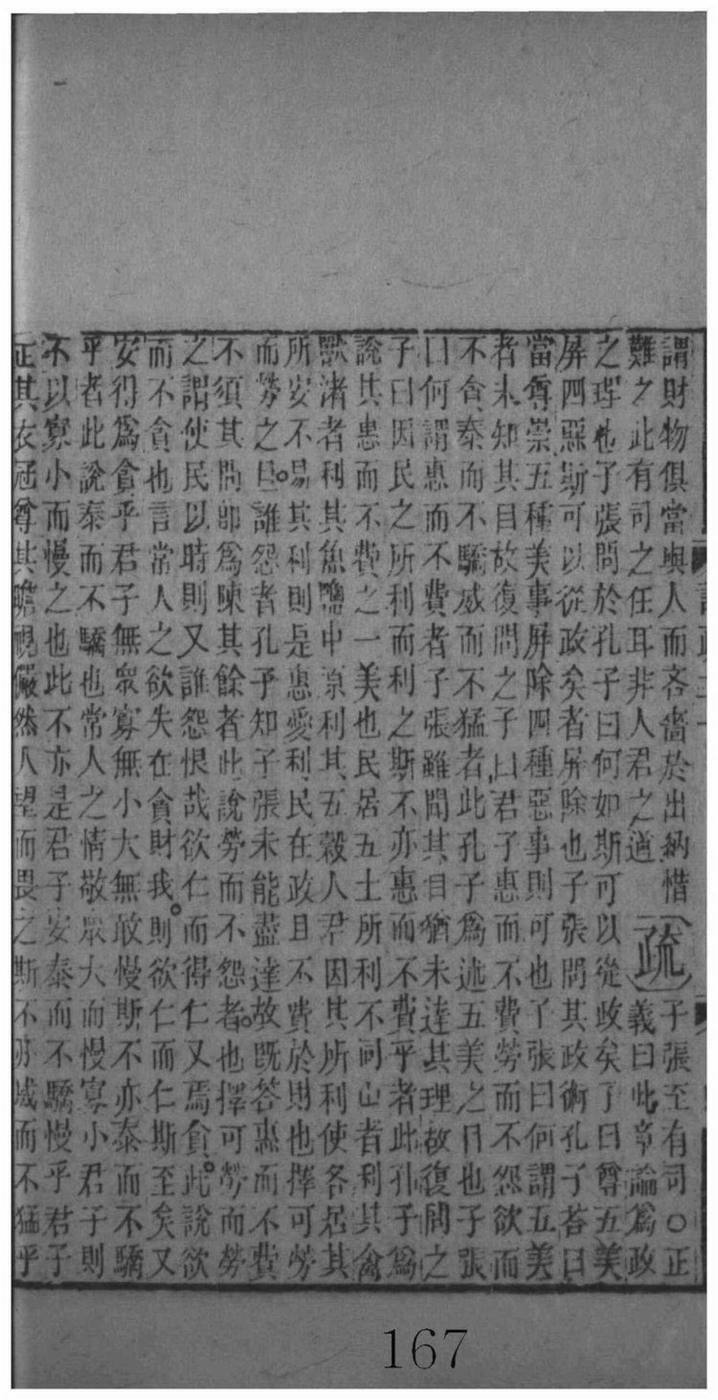 謂財物俱當與人而吝嗇於出納惜
難之此有司之任耳非人君之道
疏
子張至有司○正
義曰此章論為政
之理也子張問於孔子曰何如斯可以從政矣子曰尊五美
屏四惡斯可以從政矣者屏除也子張問其政術孔子荅曰
當尊崇五種美事屏除四種惡事則可也子張曰何謂五美
者未知其目故復問之子曰君子惠而不費勞而不怨欲而
不貪泰而不驕威而不猛者此孔子為述五美之目也子張
曰何謂惠而不費者子張雖聞其目猶未達其理故復問之
子曰因民之所利而利之斯不亦惠而不費乎者此孔子為
說其惠而不費之一美也民居五土所利不同山者利其禽
獸渚者利其魚鹽中原利其五穀人君因其所利使各居其
所安不易其利則是惠愛利民在政且不費於財也擇可勞
而勞之且誰怨者孔子知子張未能盡達故旣答惠而不費
不須其問卽為陳其餘者此說勞而不怨者也擇可勞而勞
之謂使民以時則又誰怨恨哉欲仁而得仁又焉貪此說欲
而不貪也言常人之欲失在貪財我則欲仁而仁斯至矣又
安得為貪乎君子無眾寡無小大無敢慢斯不亦泰而不驕
乎者此說泰而不驕也常人之情敬眾大而慢寡小君子則
不以寡小而慢之也此不亦是君子安泰而不驕慢乎君子
正其衣冠尊其瞻視儼然人望而畏之斯不亦威而不猛乎
167